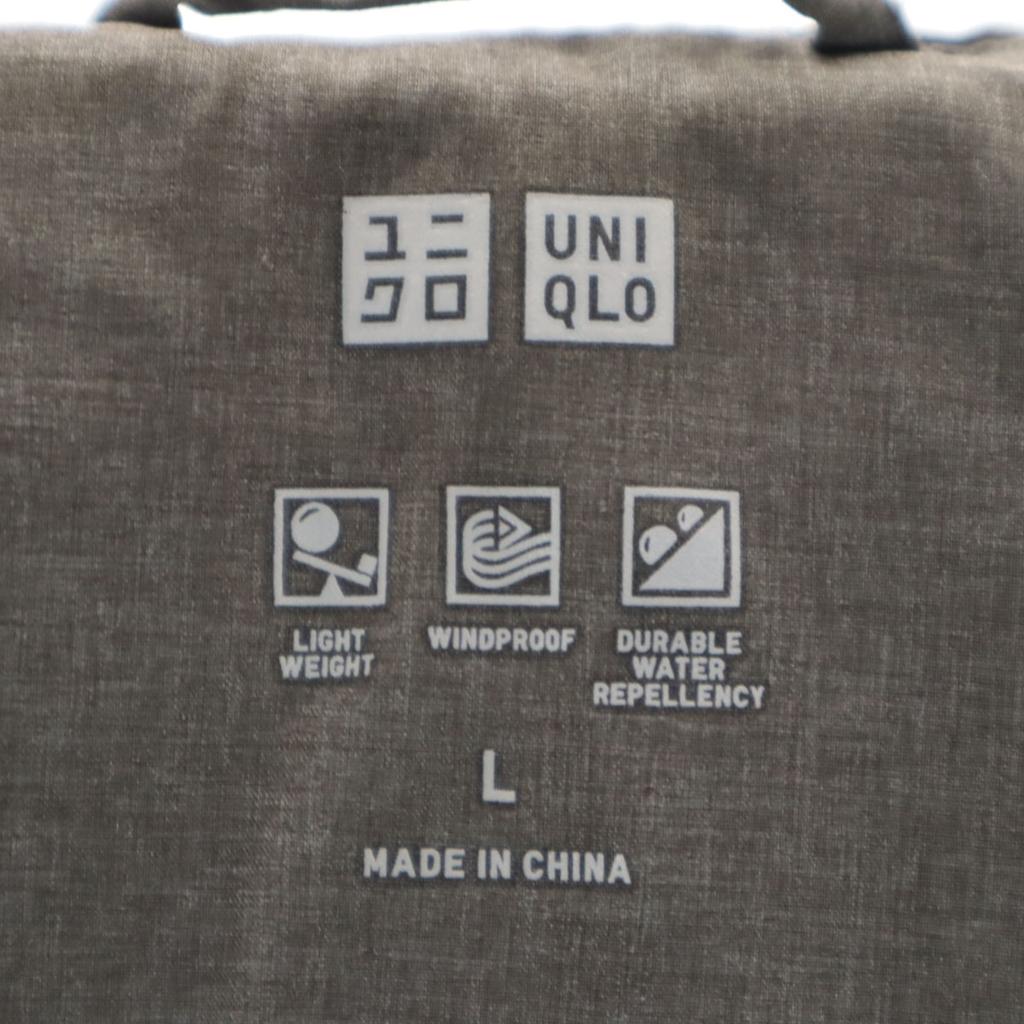 ユニ
クロ
UNI
QLO
LIGHT
WEIGHT
WINDPROOF
DURABLE
WATER
REPELLENCY
L
MADE IN CHINA